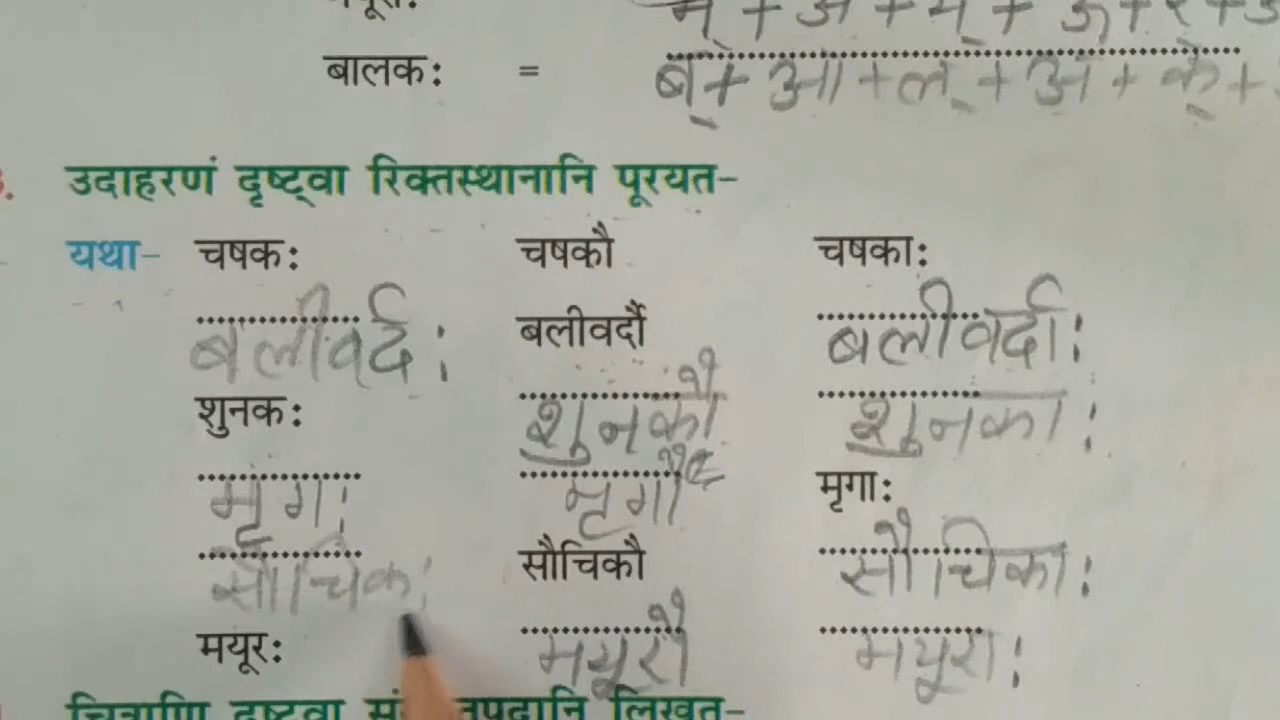 बालकः = ब् + आ + ल् + अ + क् +
उदाहरणं दृष्ट्वा रिक्तस्थानानि पूरयत-
यथा- चषकः चषकौ चषकाः
बलीवर्दः बलीवर्दौ बलीवर्दाः
शुनकः शुनकौ शुनकाः
मृगः मृगौ मृगाः
सौचिकः सौचिकौ सौचिकाः
मयूरः मयूरौ मयूराः
चित्राणि दृष्ट्वा लिखत-